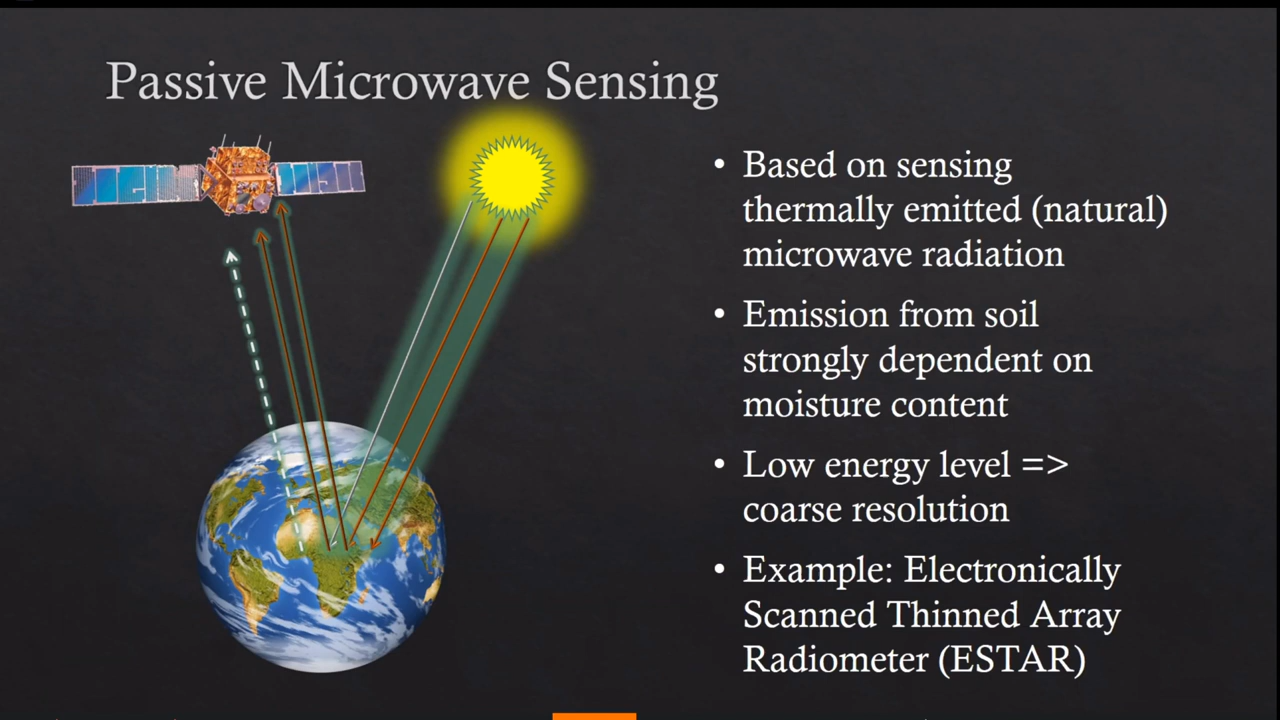 Passive Microwave Sensing
• Based on sensing
thermally emitted (natural)
microwave radiation
• Emission from soil
strongly dependent on
moisture content
• Low energy level =>
coarse resolution
• Example: Electronically
Scanned Thinned Array
Radiometer (ESTAR)